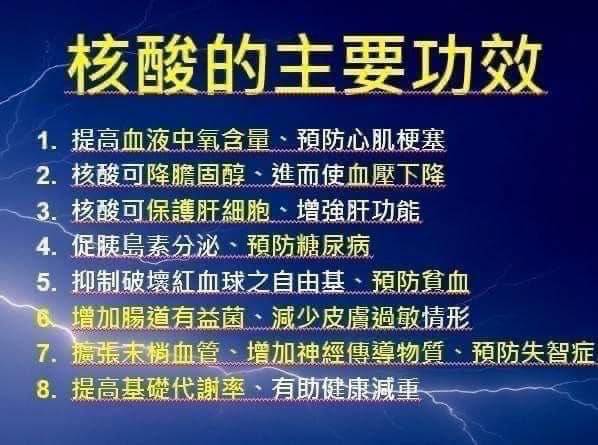 核酸的主要功效
1. 提高血液中氧含量、預防心肌梗塞
2. 核酸可降膽固醇、進而使血壓下降
3. 核酸可保護肝細胞、增強肝功能
4. 促胰島素分泌、預防糖尿病
5. 抑制破壞紅血球之自由基、預防貧血
6. 增加腸道有益菌、減少皮膚過敏情形
7. 擴張末梢血管、增加神經傳導物質、預防失智症
8. 提高基礎代謝率、有助健康減重